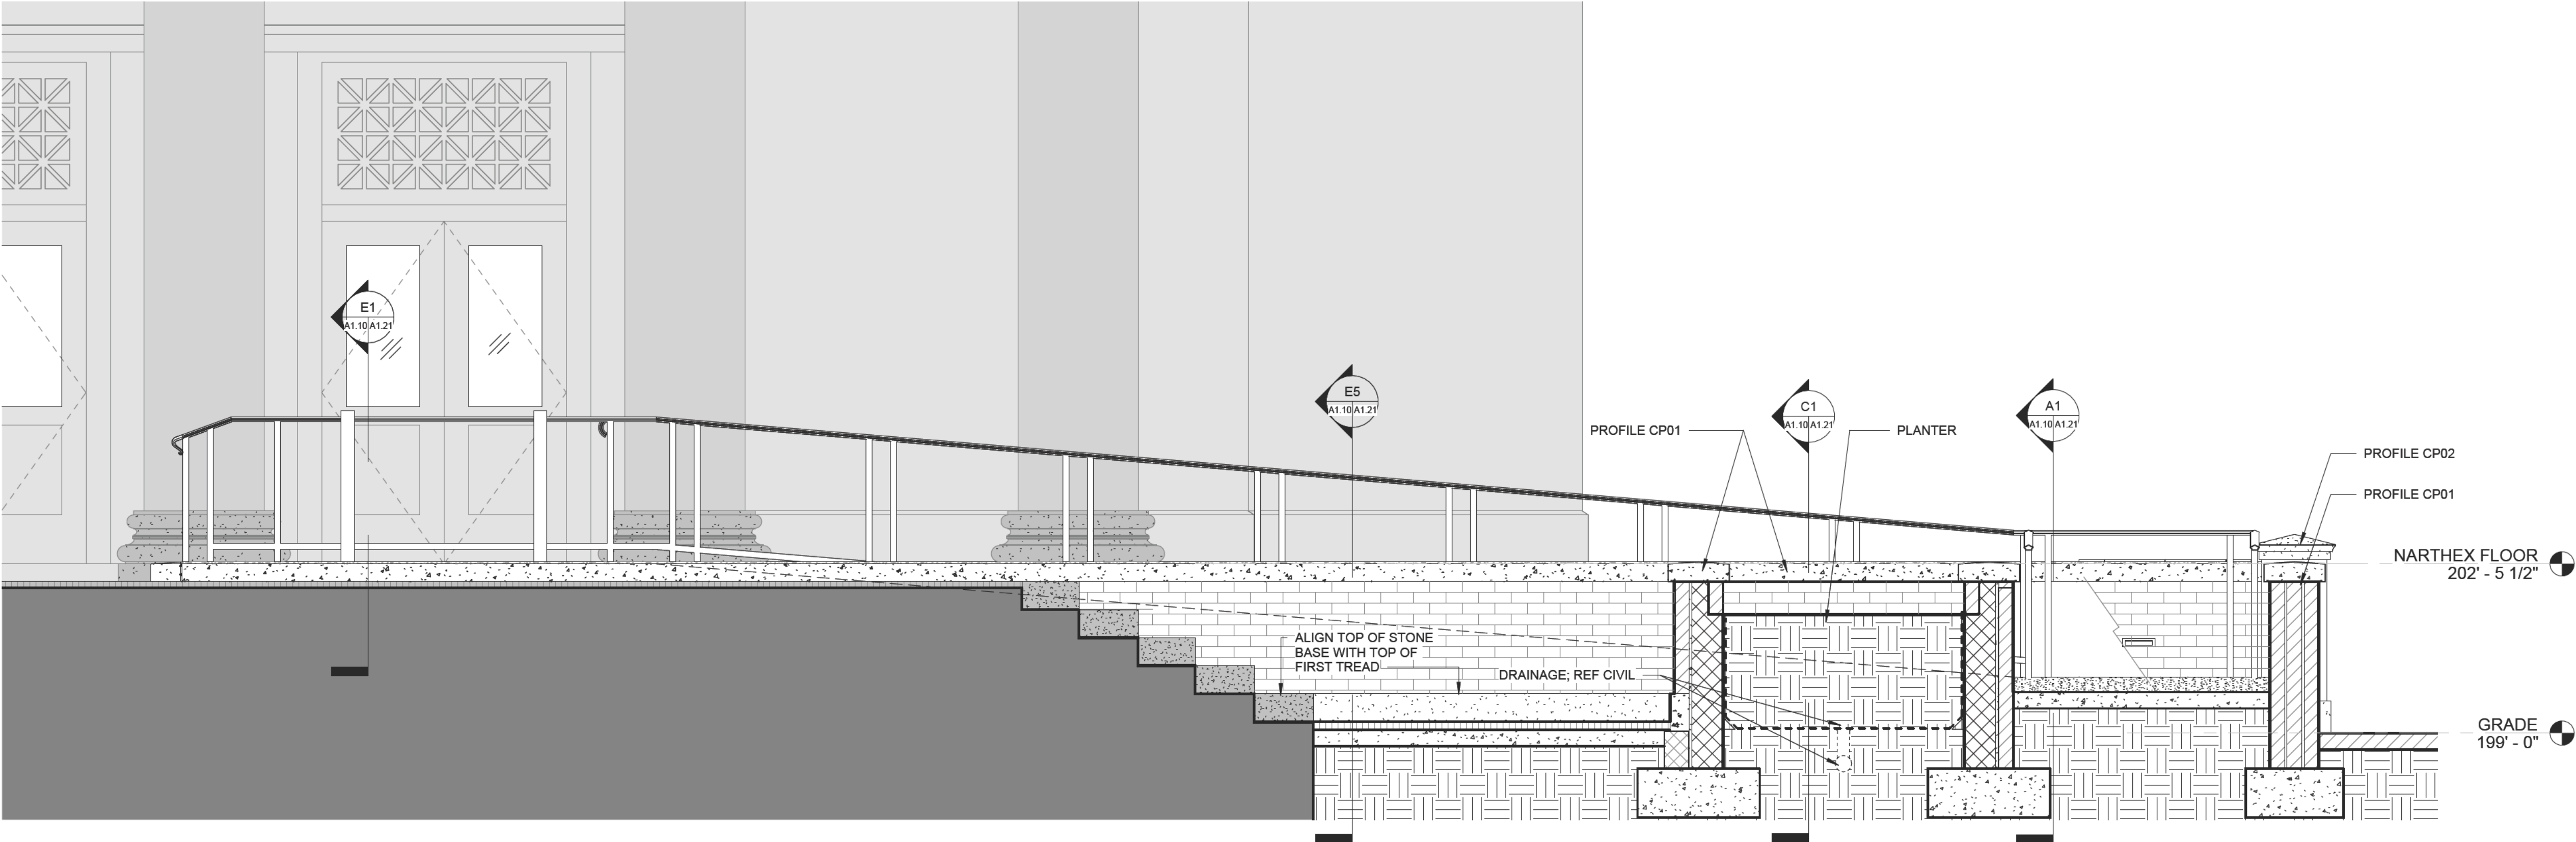 E1
A1.10 A1.21
E5
A1.10 A1.21
C1
A1.10 A1.21
A1
A1.10 A1.21
PROFILE CP01
PLANTER
PROFILE CP02
PROFILE CP01
NARTHEX FLOOR
202' - 5 1/2"
ALIGN TOP OF STONE
BASE WITH TOP OF
FIRST TREAD
DRAINAGE; REF CIVIL
GRADE
199' - 0"